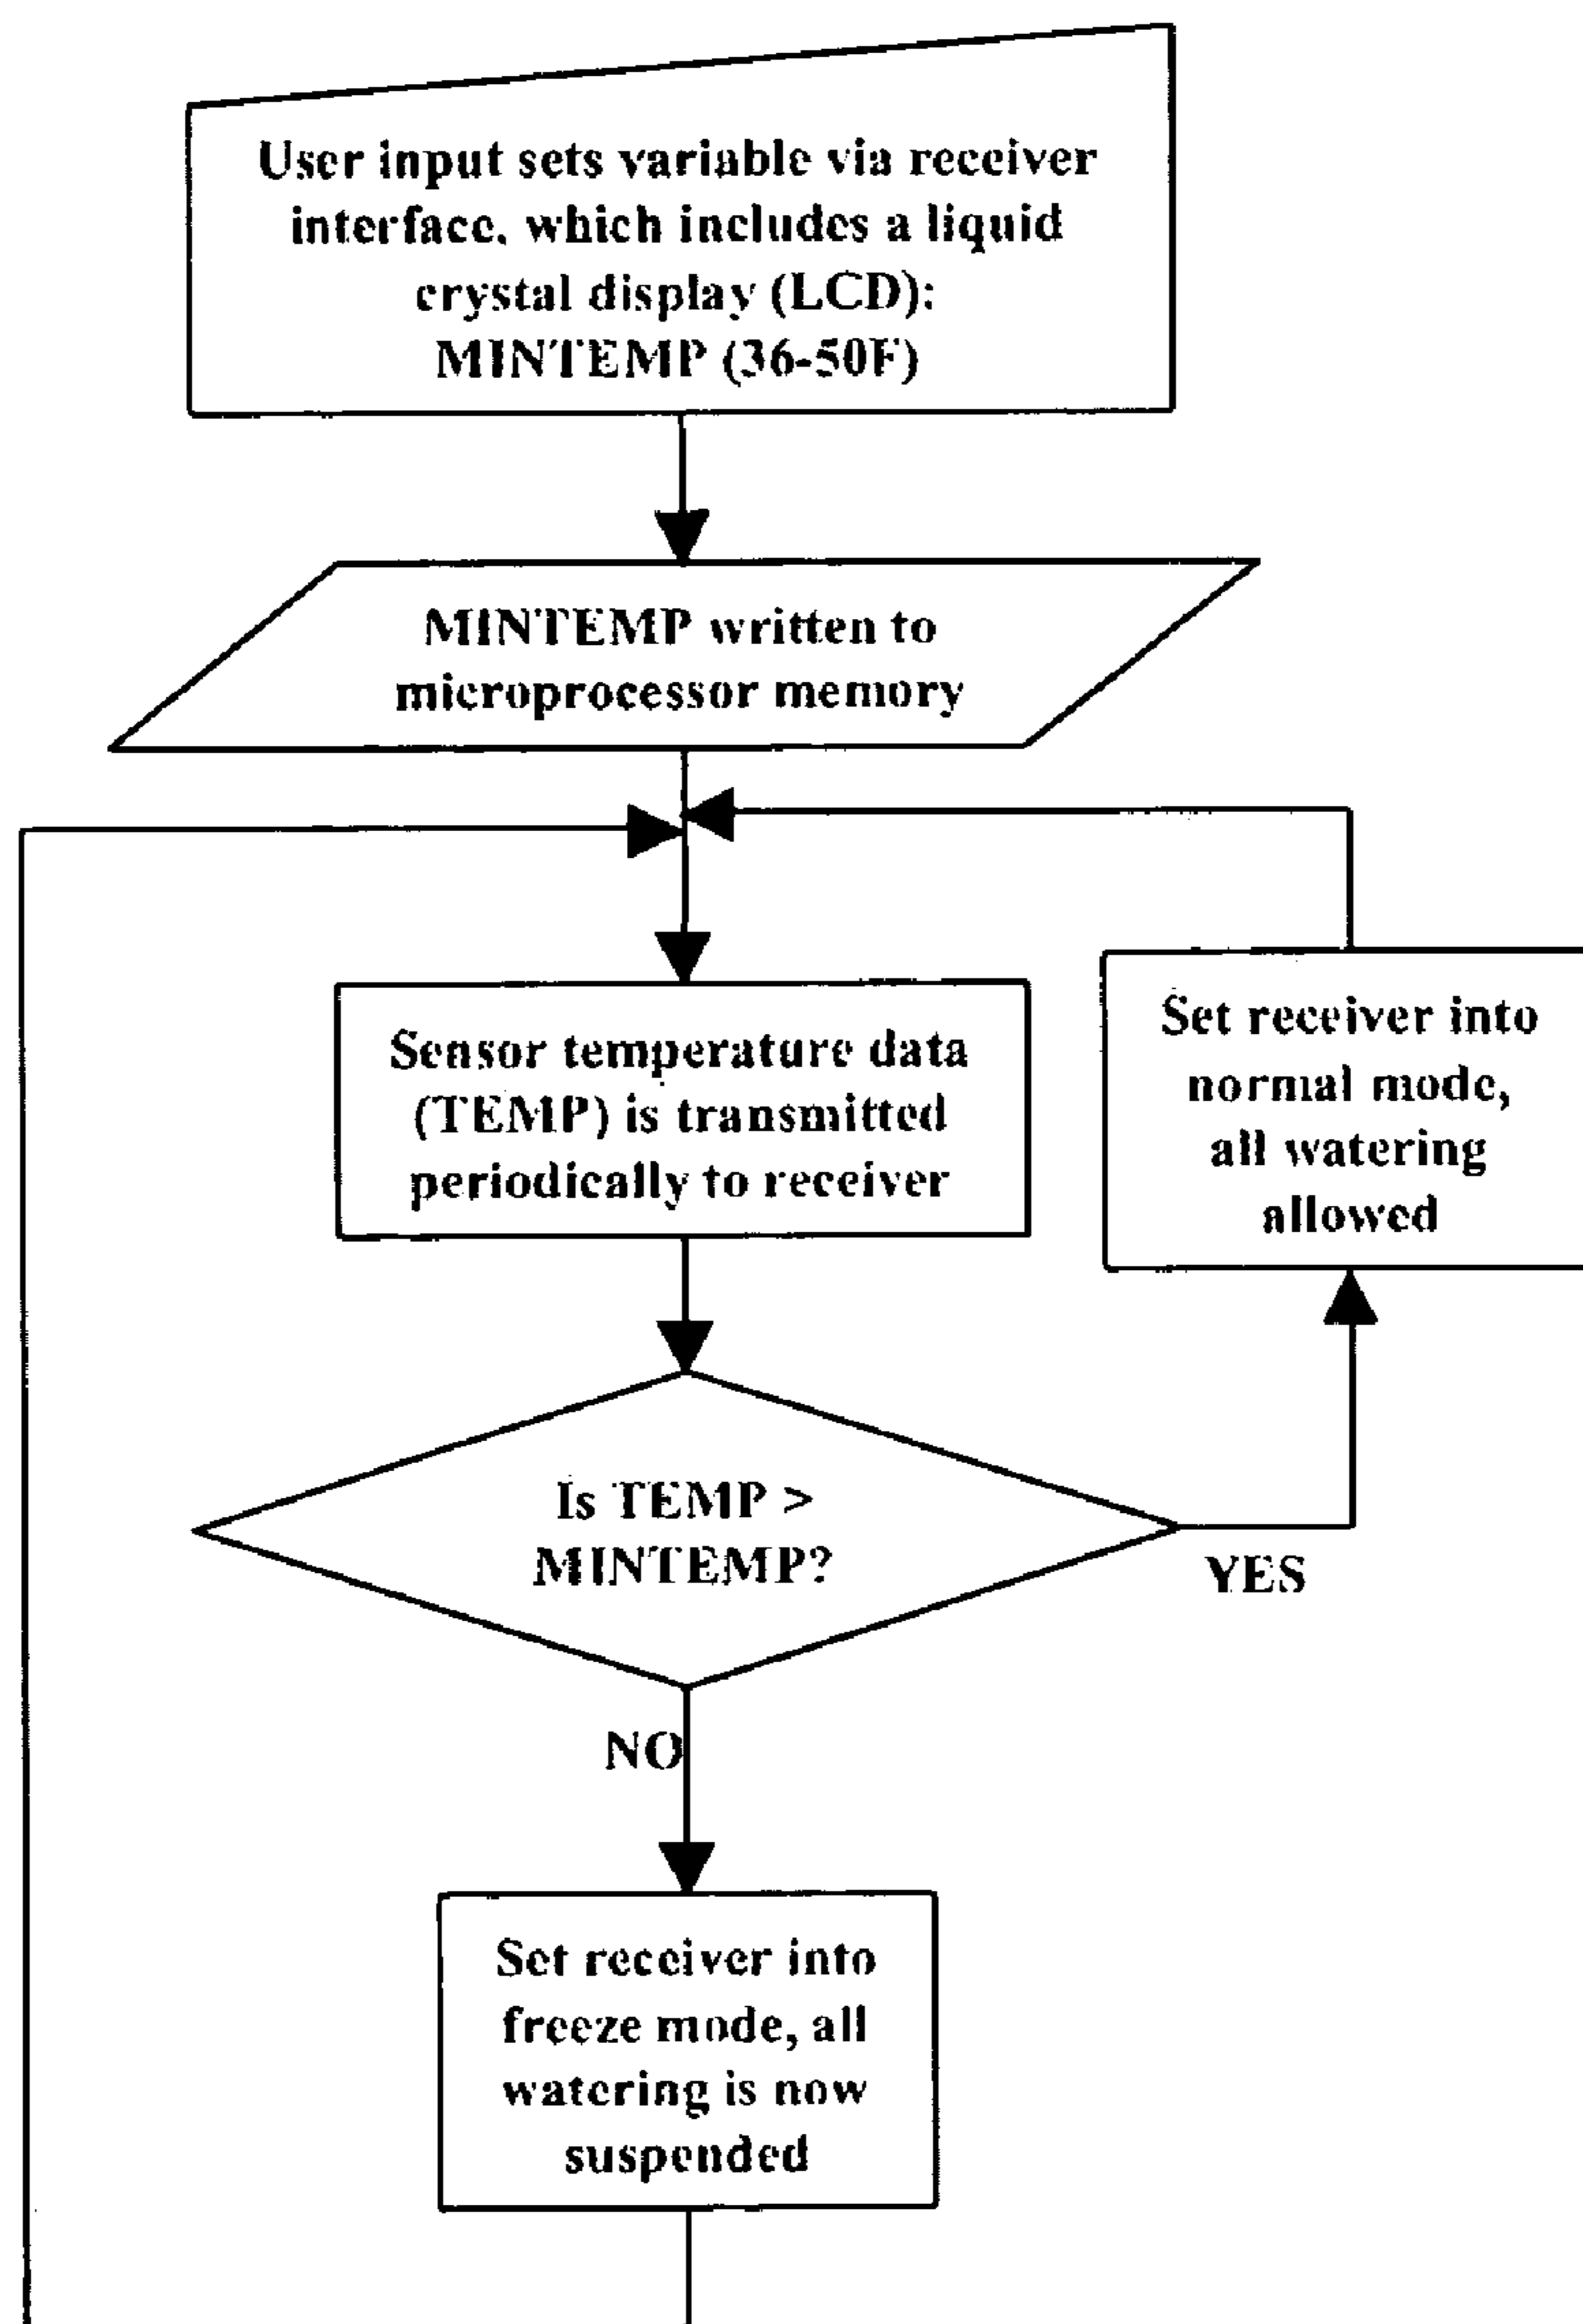 User input sets variable via receiver
interface, which includes a liquid
crystal display (LCD):
MINTEMP (36-50F)
MINTEMP written to
microprocessor memory
Sensor temperature data
(TEMP) is transmitted
periodically to receiver
Set receiver into
normal mode,
all watering
allowed
Is TEMP >
MINTEMP?
YES
NO
Set receiver into
freeze mode, all
watering is now
suspended